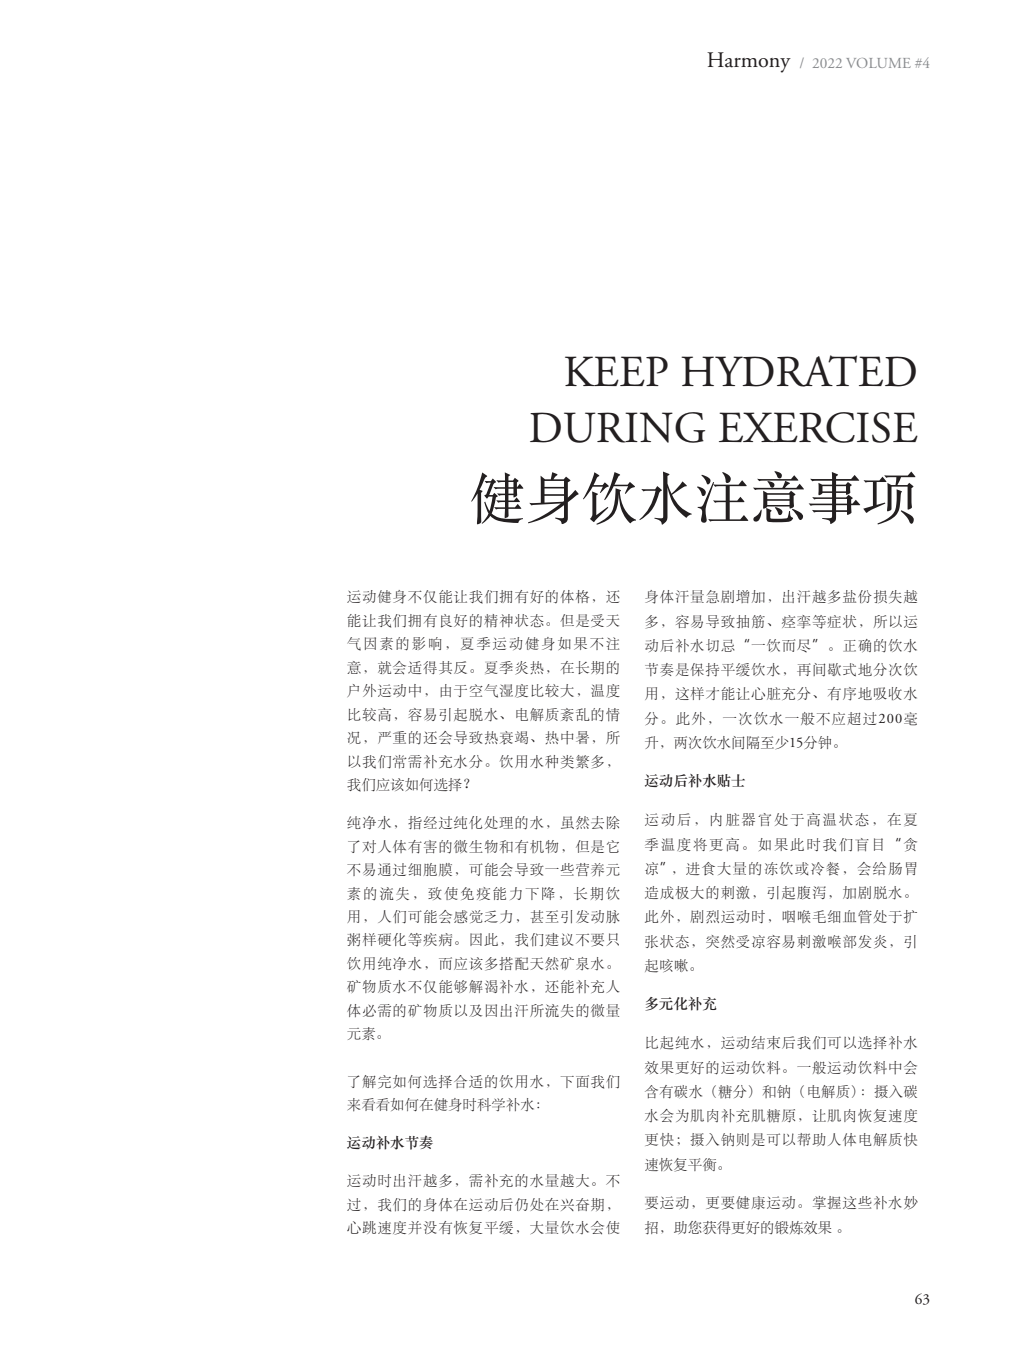 Harmony / 2022 VOLUME #4
KEEP HYDRATED
DURING EXERCISE
健身饮水注意事项
运动健身不仅能让我们拥有好的体格，还
能让我们拥有良好的精神状态。但是受天
气因素的影响，夏季运动健身如果不注
意，就会适得其反。夏季炎热，在长期的
户外运动中，由于空气湿度比较大，温度
比较高，容易引起脱水、电解质紊乱的情
况，严重的还会导致热衰竭、热中暑，所
以我们常需补充水分。饮用水种类繁多，
我们应该如何选择？
纯净水，指经过纯化处理的水，虽然去除
了对人体有害的微生物和有机物，但是它
不易通过细胞膜，可能会导致一些营养元
素的流失，致使免疫能力下降，长期饮
用，人们可能会感觉乏力，甚至引发动脉
粥样硬化等疾病。因此，我们建议不要只
饮用纯净水，而应该多搭配天然矿泉水。
矿物质水不仅能够解渴补水，还能补充人
体必需的矿物质以及因出汗所流失的微量
元素。
了解完如何选择合适的饮用水，下面我们
来看看如何在健身时科学补水：
运动补水节奏
运动时出汗越多，需补充的水量越大。不
过，我们的身体在运动后仍处在兴奋期，
心跳速度并没有恢复平缓，大量饮水会使
身体汗量急剧增加，出汗越多盐份损失越
多，容易导致抽筋、痉挛等症状，所以运
动后补水切忌“一饮而尽”。正确的饮水
节奏是保持平缓饮水，再间歇式地分次饮
用，这样才能让心脏充分、有序地吸收水
分。此外，一次饮水一般不应超过200毫
升，两次饮水间隔至少15分钟。
运动后补水贴士
运动后，内脏器官处于高温状态，在夏
季温度将更高。如果此时我们盲目“贪
凉”，进食大量的冻饮或冷餐，会给肠胃
造成极大的刺激，引起腹泻，加剧脱水。
此外，剧烈运动时，咽喉毛细血管处于扩
张状态，突然受凉容易刺激喉部发炎，引
起咳嗽。
多元化补充
比起纯水，运动结束后我们可以选择补水
效果更好的运动饮料。一般运动饮料中会
含有碳水（糖分）和钠（电解质）：摄入碳
水会为肌肉补充肌糖原，让肌肉恢复速度
更快；摄入钠则是可以帮助人体电解质快
速恢复平衡。
要运动，更要健康运动。掌握这些补水妙
招，助您获得更好的锻炼效果 。
63